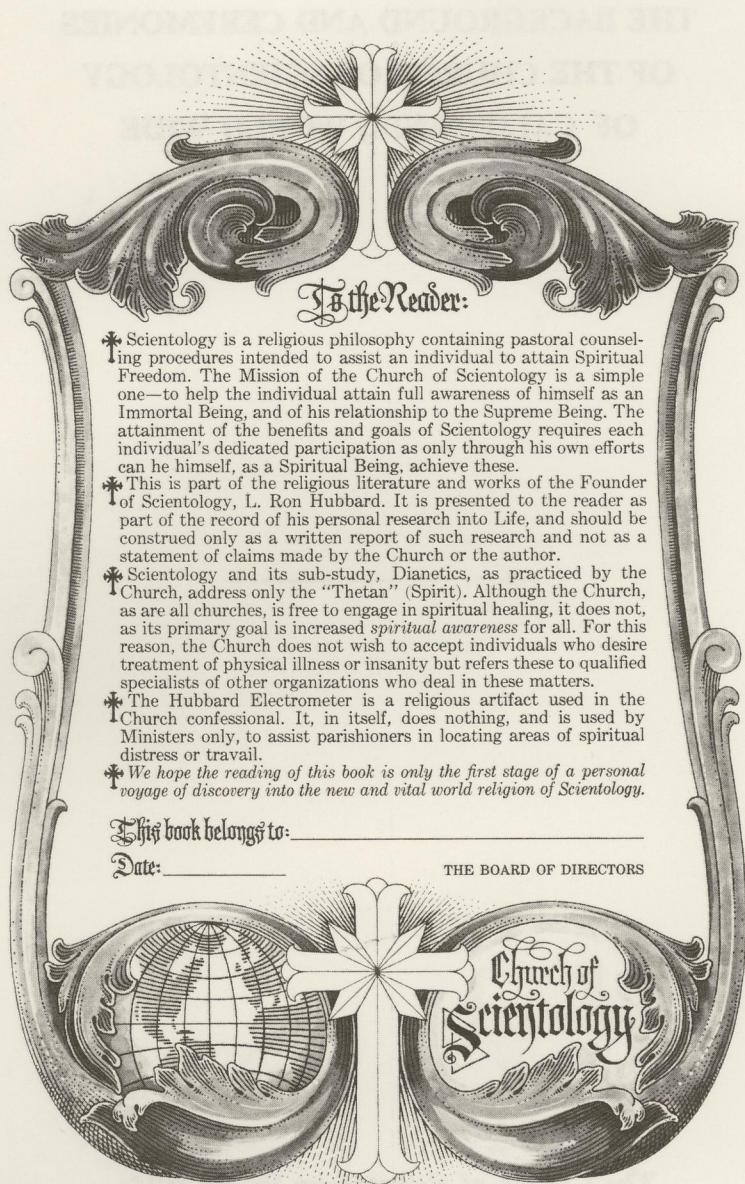 To the Reader:
Scientology is a religious philosophy containing pastoral counsel-
ing procedures intended to assist an individual to attain Spiritual
Freedom. The Mission of the Church of Scientology is a simple
one—to help the individual attain full awareness of himself as an
Immortal Being, and of his relationship to the Supreme Being. The
attainment of the benefits and goals of Scientology requires each
individual's dedicated participation as only through his own efforts
can he himself, as a Spiritual Being, achieve these.
This is part of the religious literature and works of the Founder
of Scientology, L. Ron Hubbard. It is presented to the reader as
part of the record of his personal research into Life, and should be
construed only as a written report of such research and not as a
statement of claims made by the Church or the author.
Scientology and its sub-study, Dianetics, as practiced by the
Church, address only the "Thetan" (Spirit). Although the Church,
as are all churches, is free to engage in spiritual healing, it does not,
as its primary goal is increased spiritual awareness for all. For this
reason, the Church does not wish to accept individuals who desire
treatment of physical illness or insanity but refers these to qualified
specialists of other organizations who deal in these matters.
The Hubbard Electrometer is a religious artifact used in the
Church confessional. It, in itself, does nothing, and is used by
Ministers only, to assist parishioners in locating areas of spiritual
distress or travail.
We hope the reading of this book is only the first stage of a personal
voyage of discovery into the new and vital world religion of Scientology.
This book belongs to:
Date: THE BOARD OF DIRECTORS
Church of
Scientology